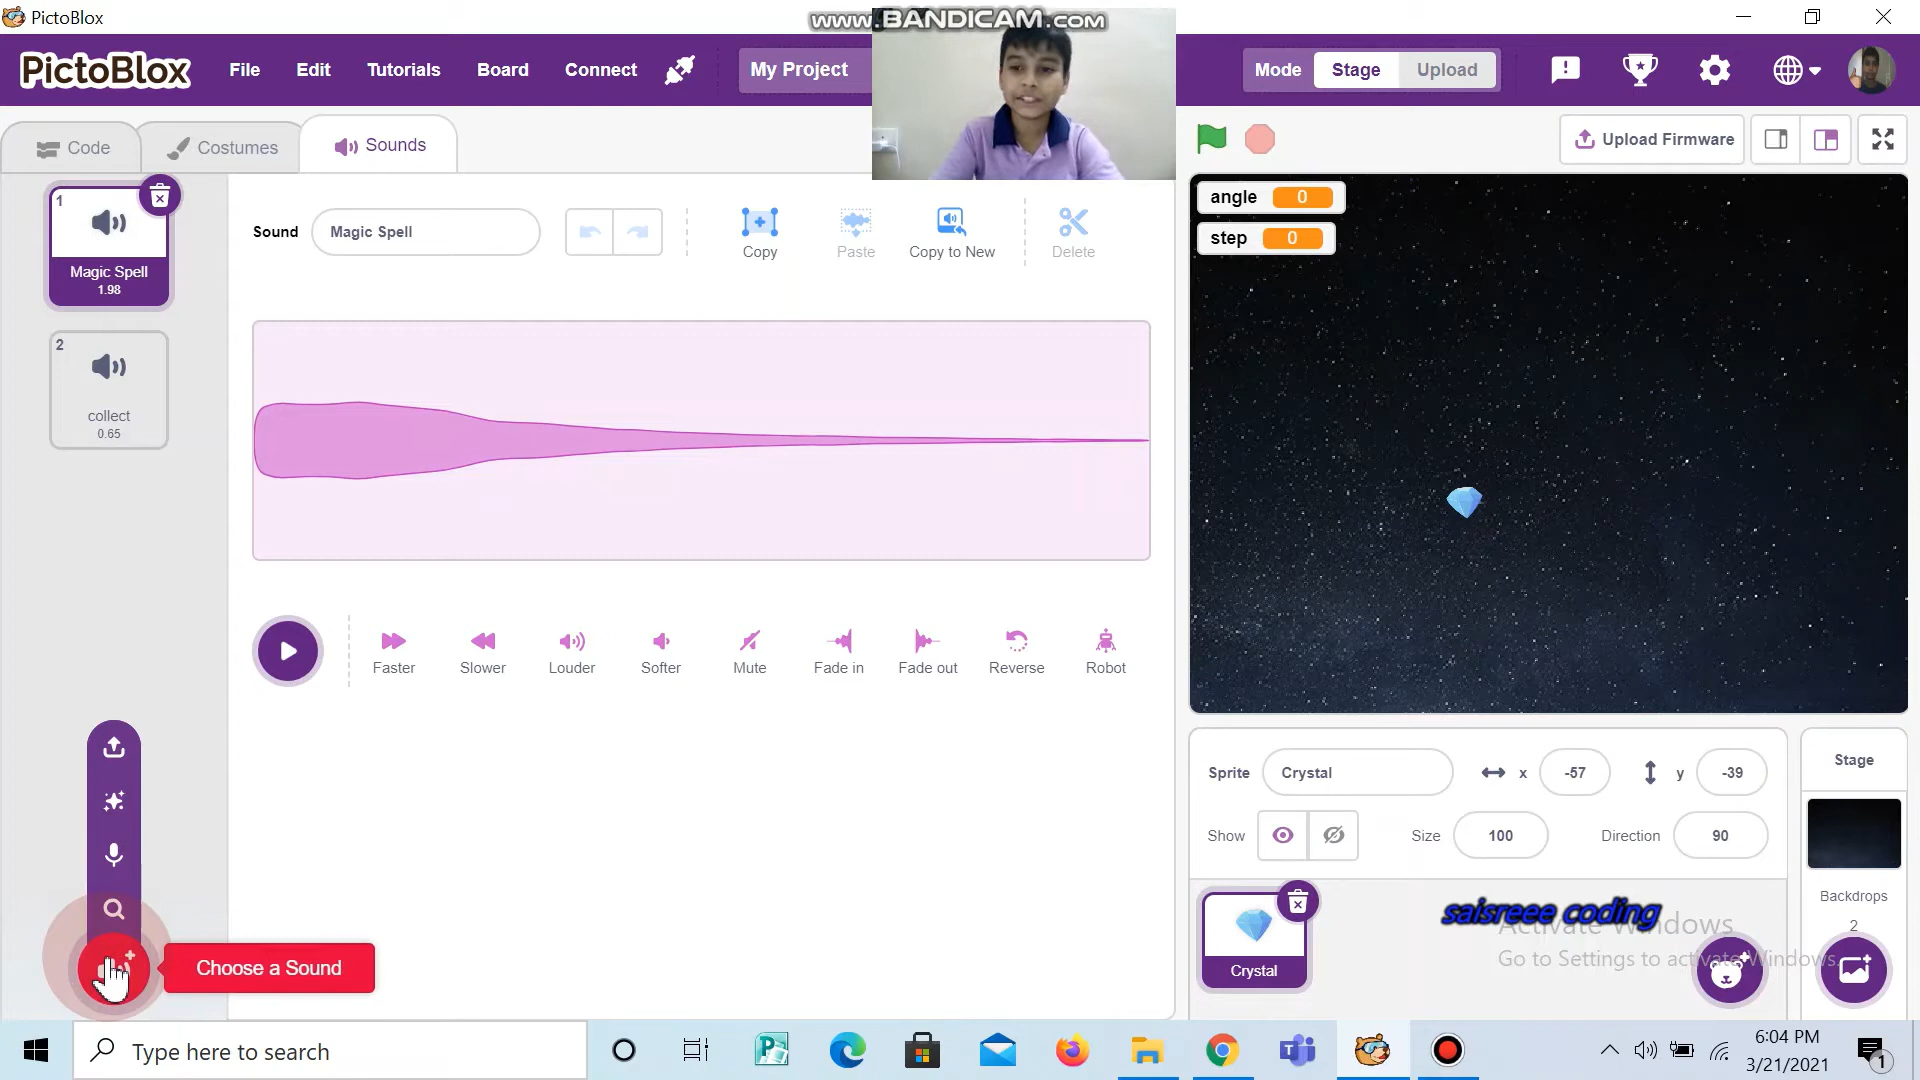 PictoBlox
www.BANDICAM.COM
PictoBlox
File
Edit
Tutorials
Board
Connect
My Project
Mode
Stage
Upload
Code
Costumes
Sounds
Upload Firmware
1
Magic Spell
1.98
2
collect
0.65
Sound
Magic Spell
Copy
Paste
Copy to New
Delete
angle 0
step 0
Faster
Slower
Louder
Softer
Mute
Fade in
Fade out
Reverse
Robot
Choose a Sound
Sprite
Crystal
x
-57
y
-39
Show
Size
100
Direction
90
Crystal
Stage
Backdrops
2
saisreee coding
Activate Windows
Go to Settings to activate Windows.
Type here to search
6:04 PM
3/21/2021
1